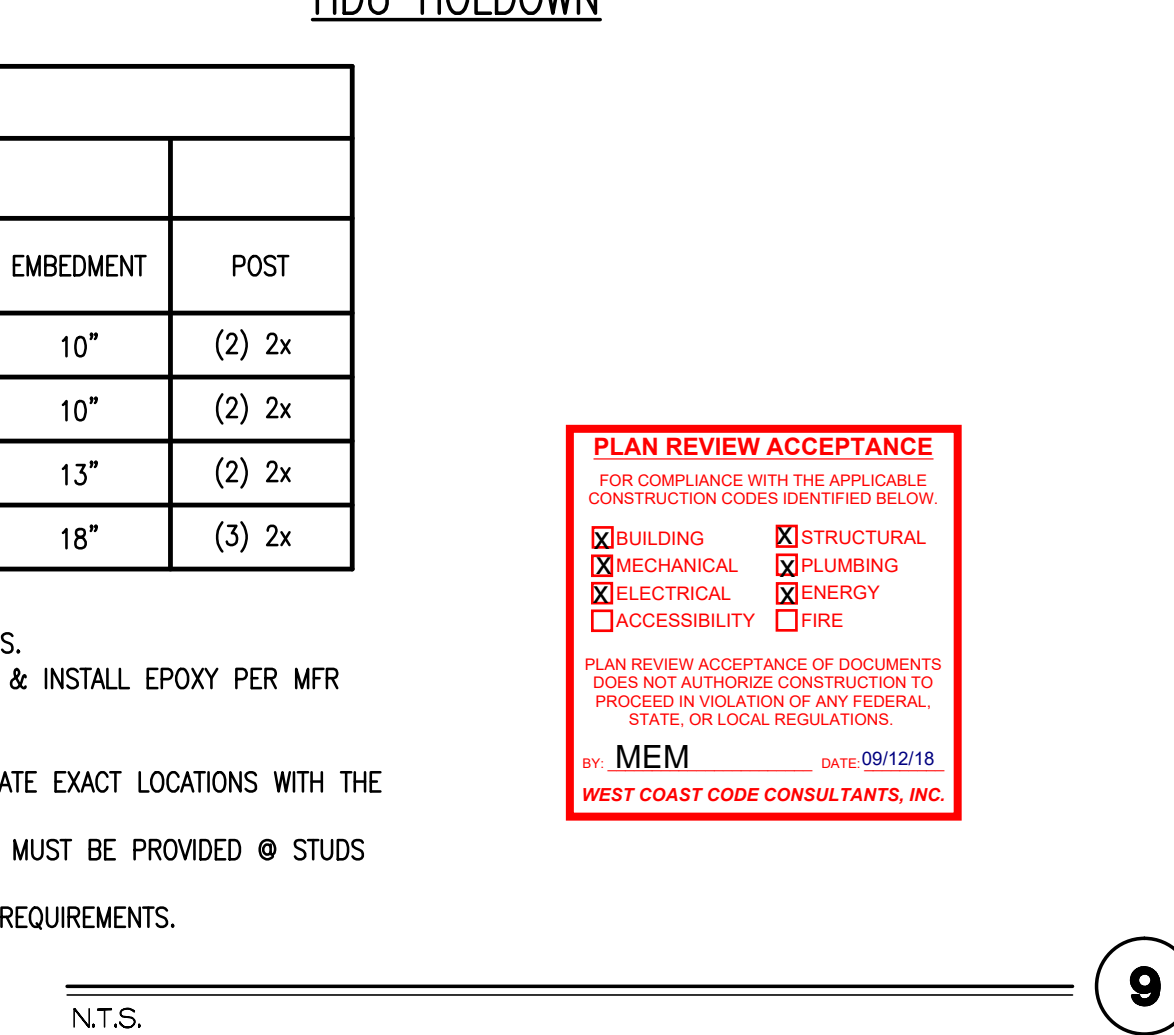 HDU HOLDOWN
EMBEDMENT POST
10" (2) 2x
10" (2) 2x
13" (2) 2x
18" (3) 2x
S.
& INSTALL EPOXY PER MFR
ATE EXACT LOCATIONS WITH THE
MUST BE PROVIDED @ STUDS
REQUIREMENTS.
PLAN REVIEW ACCEPTANCE
FOR COMPLIANCE WITH THE APPLICABLE
CONSTRUCTION CODES IDENTIFIED BELOW.
X BUILDING X STRUCTURAL
X MECHANICAL X PLUMBING
X ELECTRICAL X ENERGY
ACCESSIBILITY FIRE
PLAN REVIEW ACCEPTANCE OF DOCUMENTS
DOES NOT AUTHORIZE CONSTRUCTION TO
PROCEED IN VIOLATION OF ANY FEDERAL,
STATE, OR LOCAL REGULATIONS.
BY: MEM DATE: 09/12/18
WEST COAST CODE CONSULTANTS, INC.
9
N.T.S.